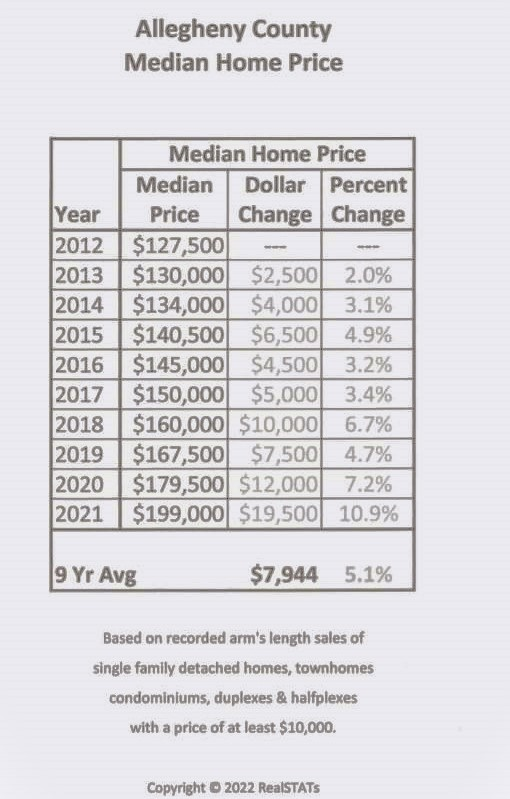 Allegheny County
Median Home Price
Median Home Price
Year Median Price Dollar Change Percent Change
2012 $127,500 --- ---
2013 $130,000 $2,500 2.0%
2014 $134,000 $4,000 3.1%
2015 $140,500 $6,500 4.9%
2016 $145,000 $4,500 3.2%
2017 $150,000 $5,000 3.4%
2018 $160,000 $10,000 6.7%
2019 $167,500 $7,500 4.7%
2020 $179,500 $12,000 7.2%
2021 $199,000 $19,500 10.9%
9 Yr Avg $7,944 5.1%
Based on recorded arm's length sales of
single family detached homes, townhomes
condominiums, duplexes & halfplexes
with a price of at least $10,000.
Copyright © 2022 RealSTATs